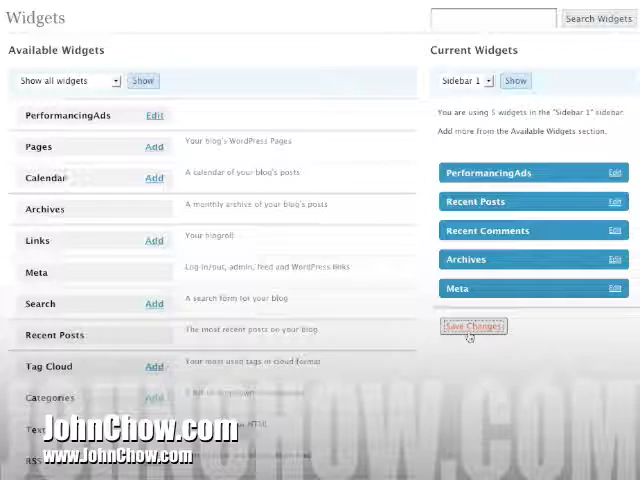 Widgets
Search Widgets
Available Widgets
Current Widgets
Show all widgets
Show
Sidebar 1
Show
PerformancingAds Edit
Pages Add Your blog's WordPress Pages
Calendar Add A calendar of your blog's posts
Archives A monthly archive of your blog's posts
Links Add Your blogroll
Meta Log in/out, admin, feed and WordPress links
Search Add A search form for your blog
Recent Posts The most recent posts on your blog
Tag Cloud Add Your most used tags in cloud format
Categories Add
HTML
RSS
You are using 5 widgets in the "Sidebar 1" sidebar.
Add more from the Available Widgets section.
PerformancingAds Edit
Recent Posts Edit
Recent Comments Edit
Archives Edit
Meta Edit
Save Changes
JohnChow.com
www.JohnChow.com